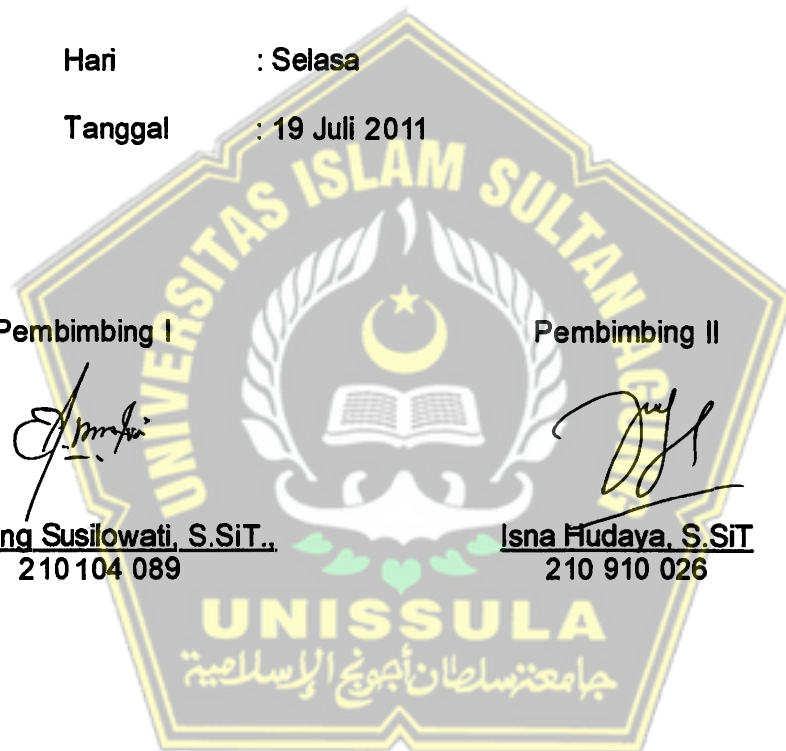 Hari : Selasa
Tanggal : 19 Juli 2011
UNIVERSITAS ISLAM SULTAN AGUNG
Pembimbing I Pembimbing II
ng Susilowati, S.SiT., Isna Hudaya, S.SiT
210 104 089 210 910 026
UNISSULA
جامعة سلطان أجونج الإسلامية